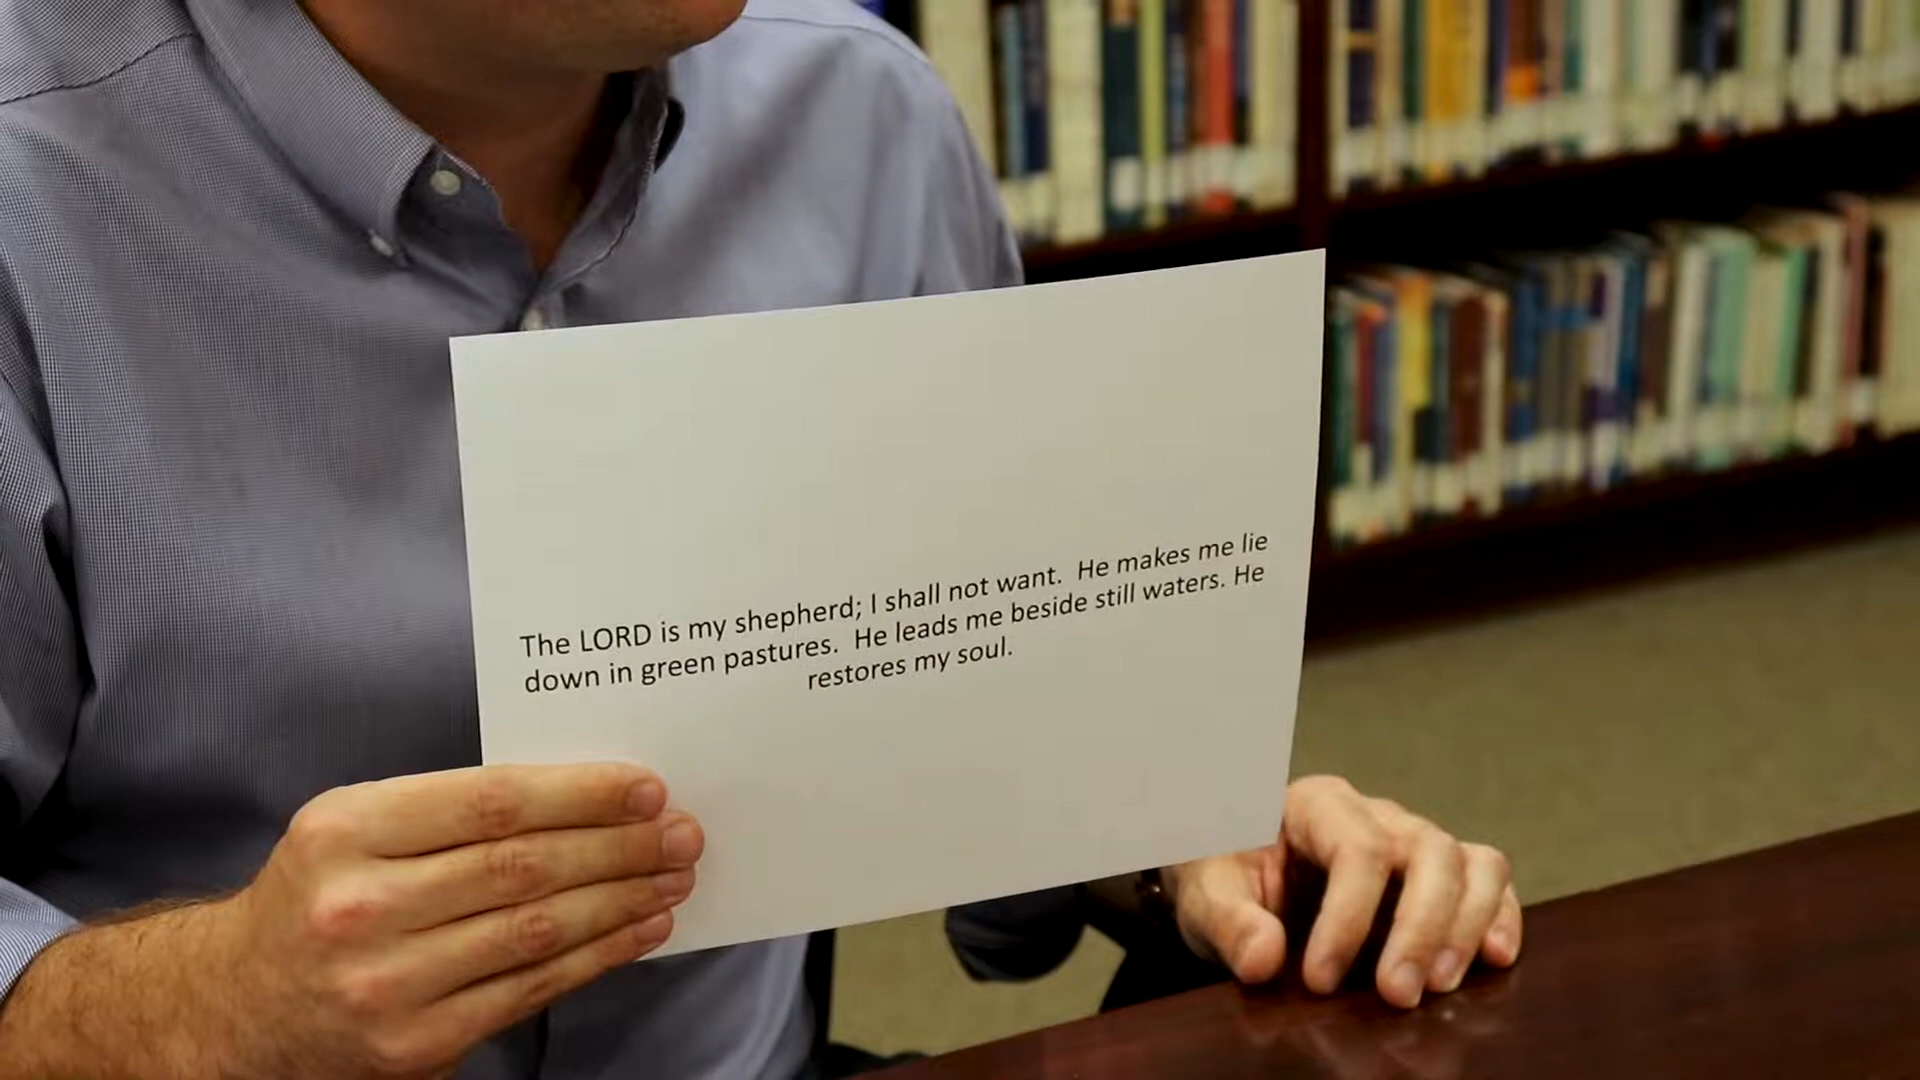 The LORD is my shepherd; I shall not want.  He makes me lie
down in green pastures.  He leads me beside still waters. He
restores my soul.